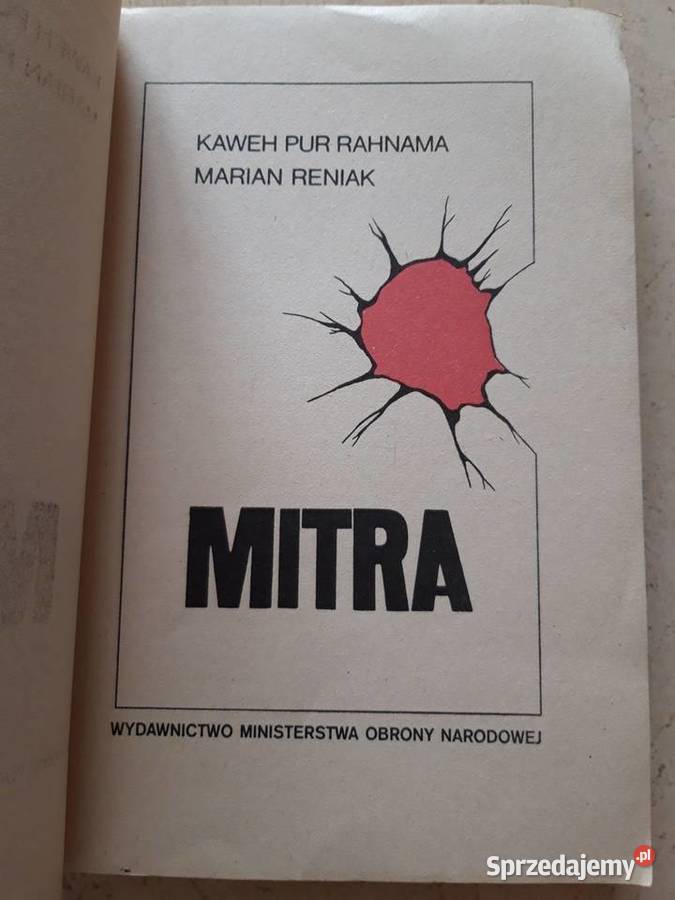 KAWEH PUR RAHNAMA
MARIAN RENIAK
MITRA
WYDAWNICTWO MINISTERSTWA OBRONY NARODOWEJ
Sprzedajemy.pl